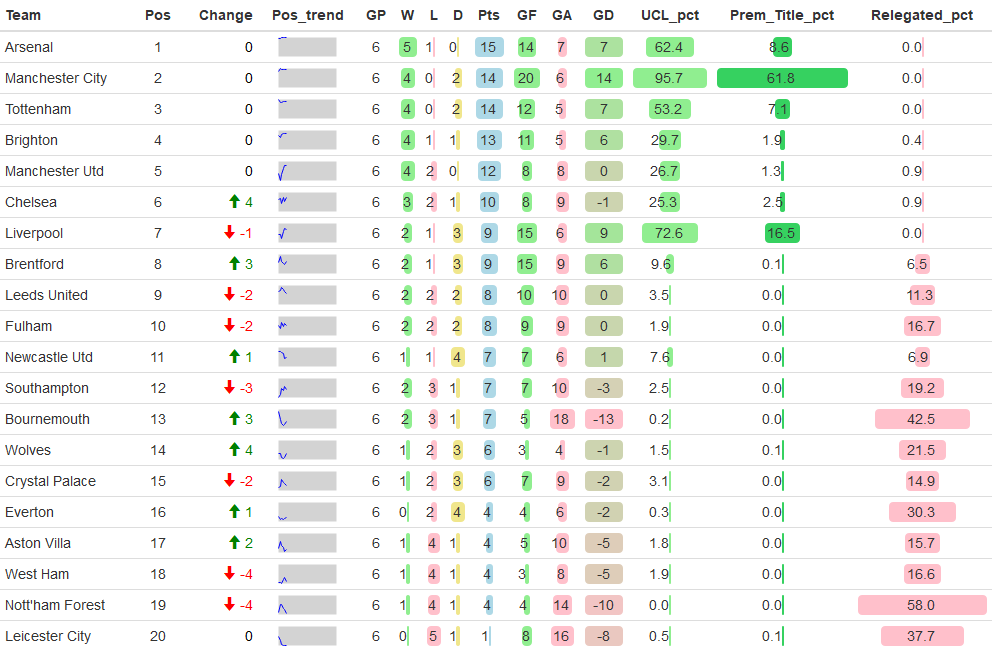 Team Pos Change Pos_trend GP W L D Pts GF GA GD UCL_pct Prem_Title_pct Relegated_pct
Arsenal 1 0 6 5 1 0 15 14 7 7 62.4 8.6 0.0
Manchester City 2 0 6 4 0 2 14 20 6 14 95.7 61.8 0.0
Tottenham 3 0 6 4 0 2 14 12 5 7 53.2 7.1 0.0
Brighton 4 0 6 4 1 1 13 11 5 6 29.7 1.9 0.4
Manchester Utd 5 0 6 4 2 0 12 8 8 0 26.7 1.3 0.9
Chelsea 6 4 6 3 2 1 10 8 9 -1 25.3 2.5 0.9
Liverpool 7 -1 6 2 1 3 9 15 6 9 72.6 16.5 0.0
Brentford 8 3 6 2 1 3 9 15 9 6 9.6 0.1 6.5
Leeds United 9 -2 6 2 2 2 8 10 10 0 3.5 0.0 11.3
Fulham 10 -2 6 2 2 2 8 9 9 0 1.9 0.0 16.7
Newcastle Utd 11 1 6 1 1 4 7 7 6 1 7.6 0.0 6.9
Southampton 12 -3 6 2 3 1 7 7 10 -3 2.5 0.0 19.2
Bournemouth 13 3 6 2 3 1 7 5 18 -13 0.2 0.0 42.5
Wolves 14 4 6 1 2 3 6 3 4 -1 1.5 0.1 21.5
Crystal Palace 15 -2 6 1 2 3 6 7 9 -2 3.1 0.0 14.9
Everton 16 1 6 0 2 4 4 4 6 -2 0.3 0.0 30.3
Aston Villa 17 2 6 1 4 1 4 5 10 -5 1.8 0.0 15.7
West Ham 18 -4 6 1 4 1 4 3 8 -5 1.9 0.0 16.6
Nott'ham Forest 19 -4 6 1 4 1 4 4 14 -10 0.0 0.0 58.0
Leicester City 20 0 6 0 5 1 1 8 16 -8 0.5 0.1 37.7